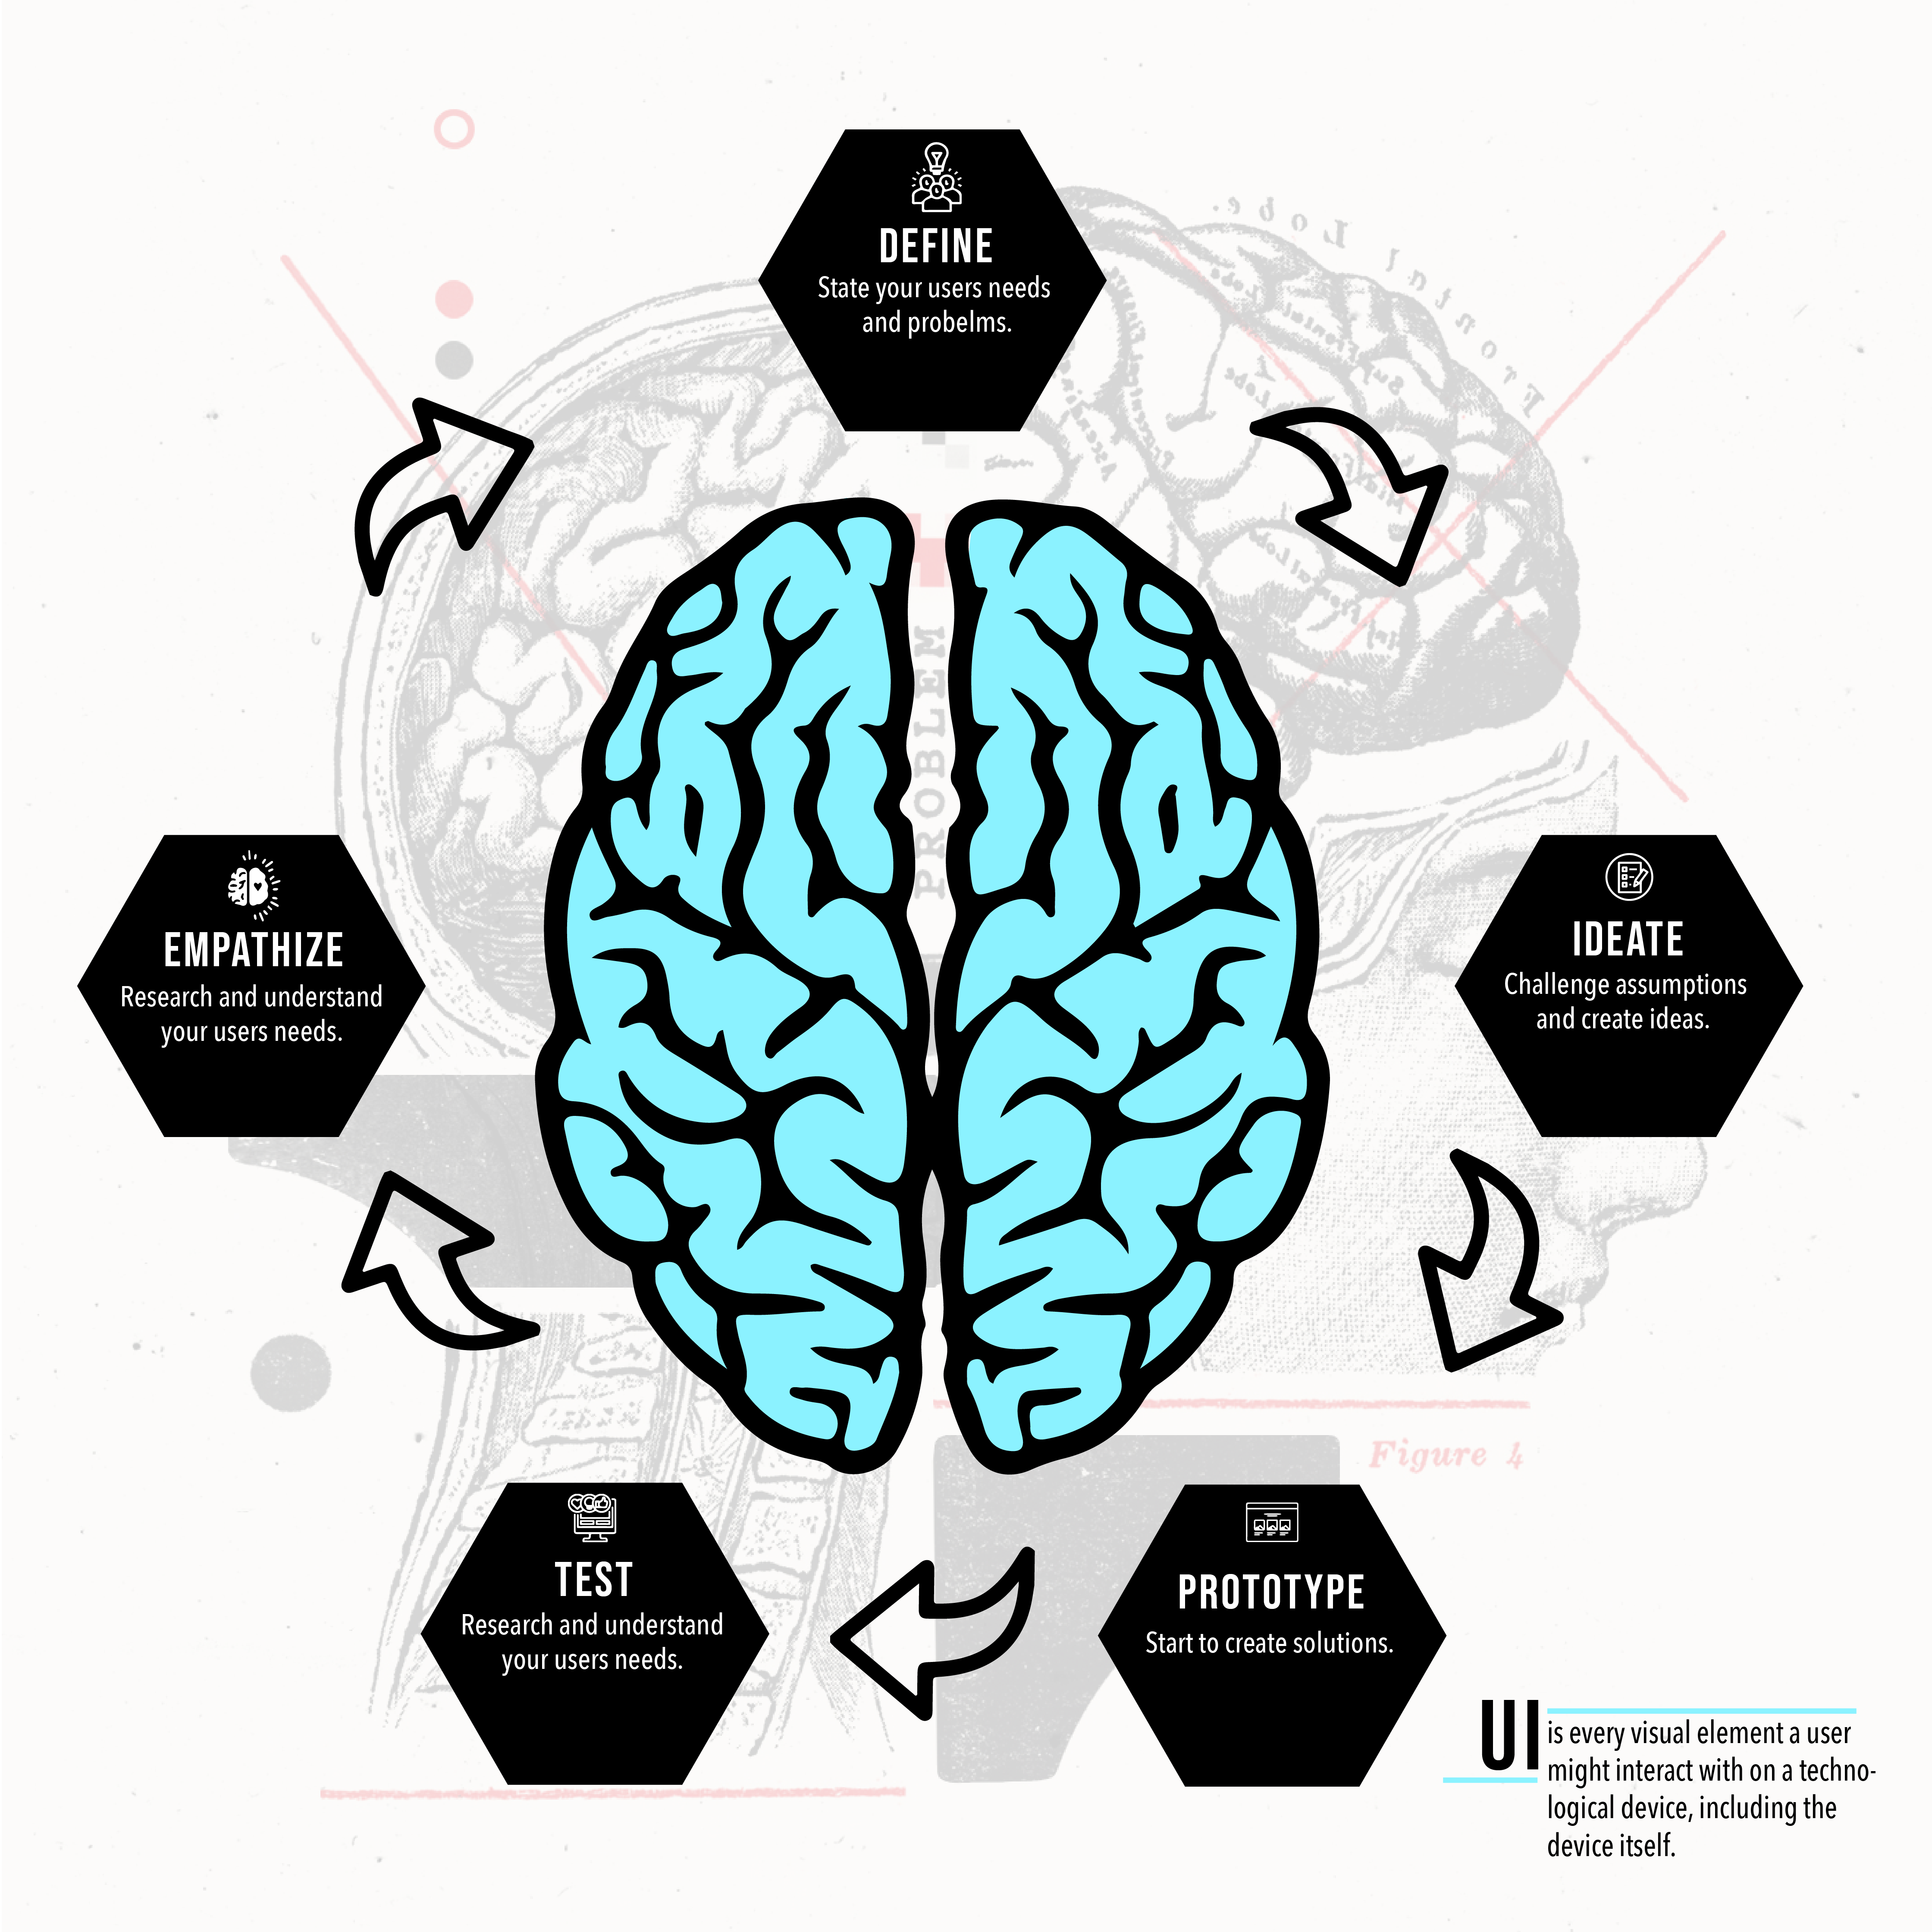 DEFINE
State your users needs
and probelms.
EMPATHIZE
Research and understand
your users needs.
IDEATE
Challenge assumptions
and create ideas.
TEST
Research and understand
your users needs.
PROTOTYPE
Start to create solutions.
UI
is every visual element a user
might interact with on a techno-
logical device, including the
device itself.
PROBLEM
Figure 4
Frontal Lobe.